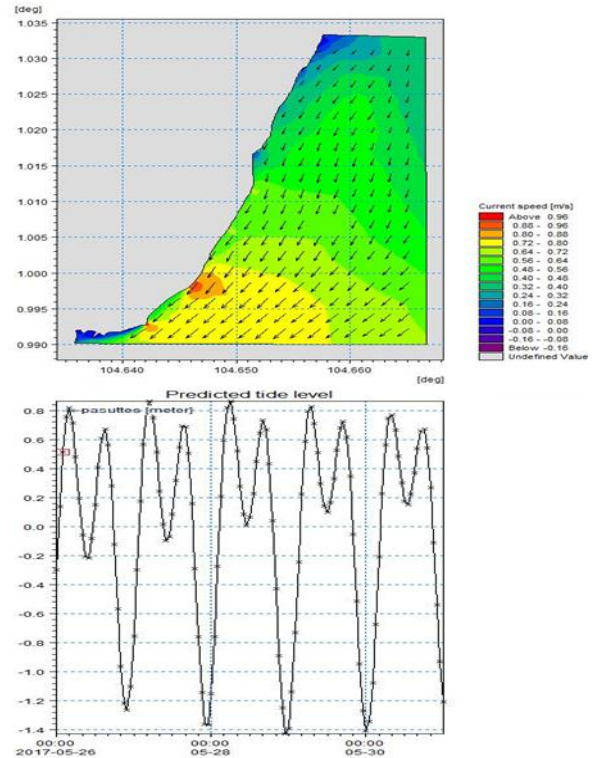 [deg]
1.035
1.030
1.025
1.020
1.015
1.010
1.005
1.000
0.995
0.990
104.640 104.650 104.660
[deg]
Current speed [m/s]
Above 0.96
0.88 - 0.96
0.80 - 0.88
0.72 - 0.80
0.64 - 0.72
0.56 - 0.64
0.48 - 0.56
0.40 - 0.48
0.32 - 0.40
0.24 - 0.32
0.16 - 0.24
0.08 - 0.16
0.00 - 0.08
-0.08 - 0.00
-0.16 - -0.08
Below -0.16
Undefined Value
Predicted tide level
pasuttes [meter]
0.8
0.6
0.4
0.2
0.0
-0.2
-0.4
-0.6
-0.8
-1.0
-1.2
-1.4
00:00 00:00 00:00
2017-05-26 05-28 05-30